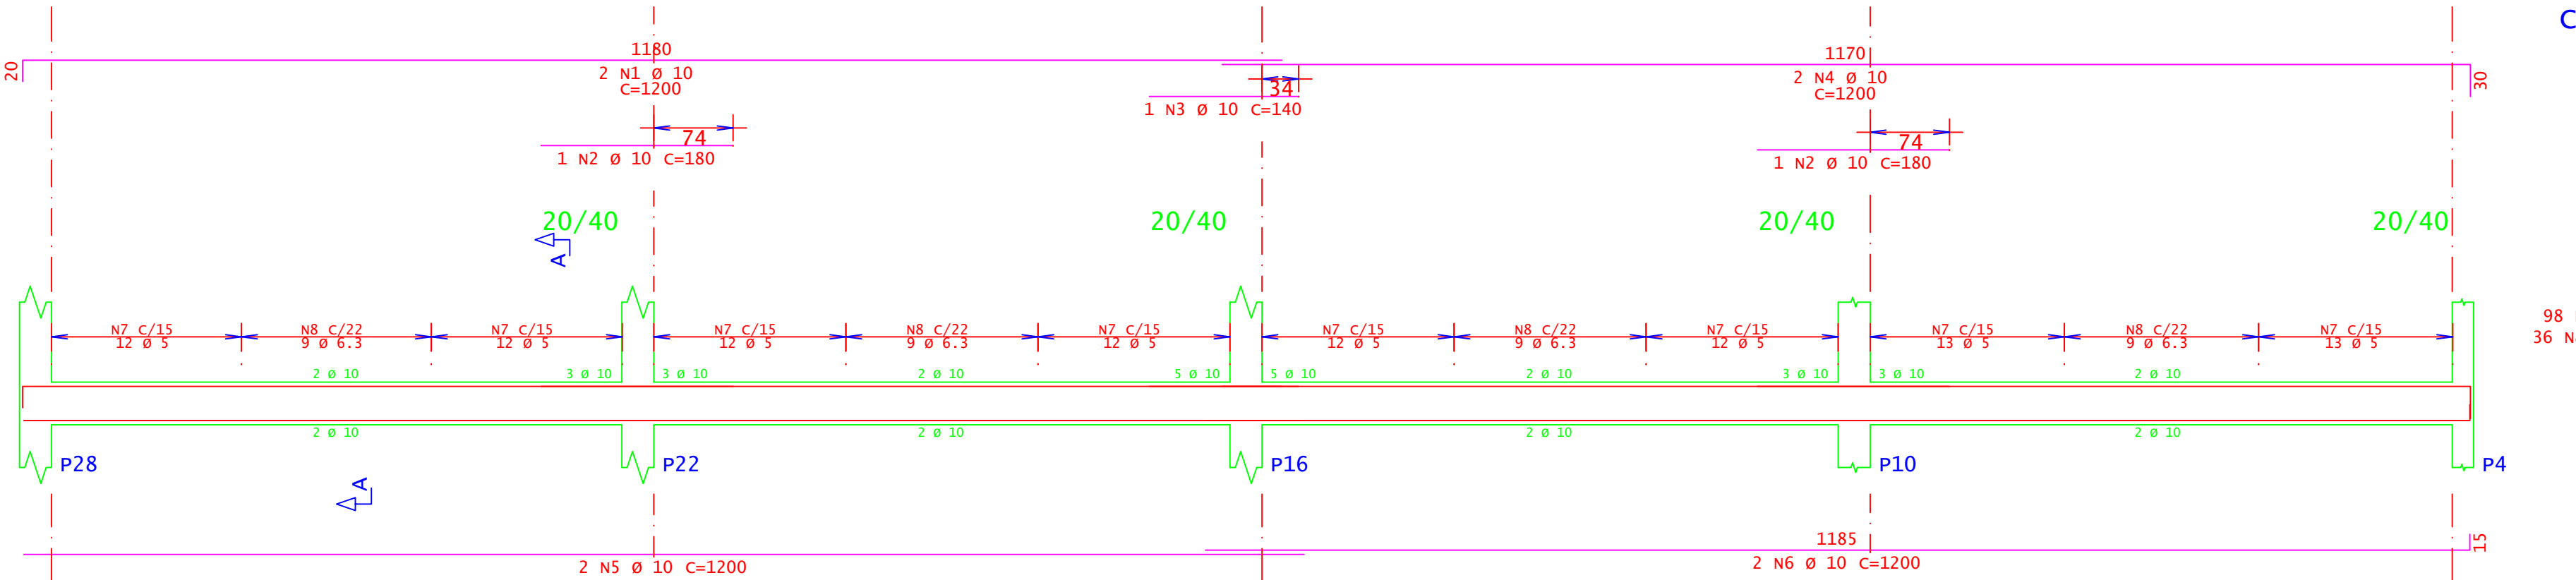 C
1180
20
2 N1 Ø 10
C=1200
1170
30
2 N4 Ø 10
C=1200
34
1 N3 Ø 10 C=140
74
1 N2 Ø 10 C=180
74
1 N2 Ø 10 C=180
20/40
20/40
20/40
20/40
A
N7 C/15
12 Ø 5
N8 C/22
9 Ø 6.3
N7 C/15
12 Ø 5
N7 C/15
12 Ø 5
N8 C/22
9 Ø 6.3
N7 C/15
12 Ø 5
N7 C/15
12 Ø 5
N8 C/22
9 Ø 6.3
N7 C/15
12 Ø 5
N7 C/15
13 Ø 5
N8 C/22
9 Ø 6.3
N7 C/15
13 Ø 5
98
36 N
2 Ø 10
3 Ø 10
3 Ø 10
2 Ø 10
5 Ø 10
5 Ø 10
2 Ø 10
3 Ø 10
3 Ø 10
2 Ø 10
2 Ø 10
2 Ø 10
2 Ø 10
2 Ø 10
P28
P22
P16
P10
P4
A
1185
15
2 N5 Ø 10 C=1200
2 N6 Ø 10 C=1200